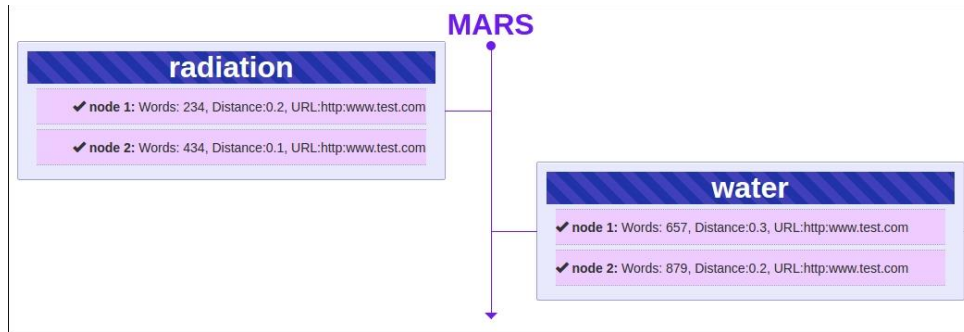 MARS
radiation
✔ node 1: Words: 234, Distance:0.2, URL:http:www.test.com
✔ node 2: Words: 434, Distance:0.1, URL:http:www.test.com
water
✔ node 1: Words: 657, Distance:0.3, URL:http:www.test.com
✔ node 2: Words: 879, Distance:0.2, URL:http:www.test.com